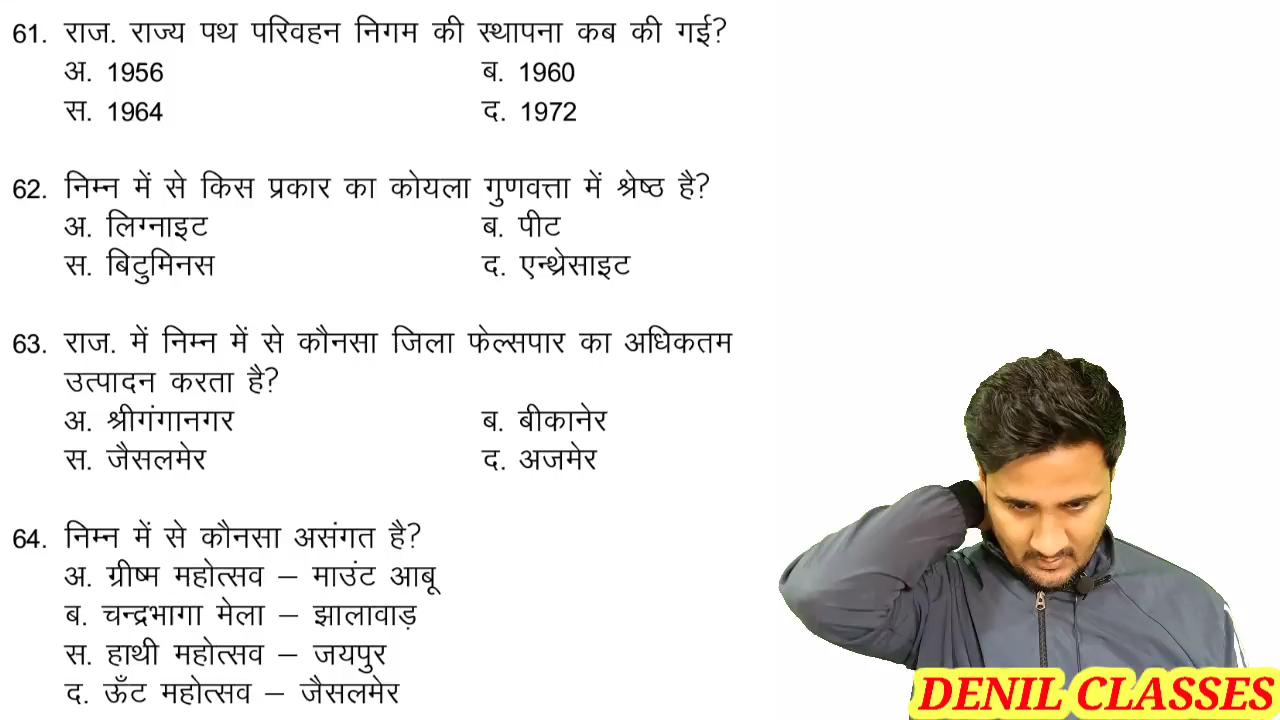 61. राज. राज्य पथ परिवहन निगम की स्थापना कब की गई?
अ. 1956 ब. 1960
स. 1964 द. 1972
62. निम्न में से किस प्रकार का कोयला गुणवत्ता में श्रेष्ठ है?
अ. लिग्नाइट ब. पीट
स. बिटुमिनस द. एन्थ्रेसाइट
63. राज. में निम्न में से कौनसा जिला फेल्सपार का अधिकतम
उत्पादन करता है?
अ. श्रीगंगानगर ब. बीकानेर
स. जैसलमेर द. अजमेर
64. निम्न में से कौनसा असंगत है?
अ. ग्रीष्म महोत्सव – माउंट आबू
ब. चन्द्रभागा मेला – झालावाड़
स. हाथी महोत्सव – जयपुर
द. ऊँट महोत्सव – जैसलमेर
DENIL CLASSES